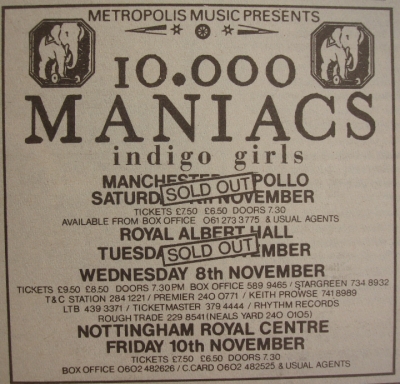 METROPOLIS MUSIC PRESENTS
10.000
MANIACS
indigo girls
MANCHESTER APOLLO
SOLD OUT
SATURDAY NOVEMBER
TICKETS £7.50 £6.50 DOORS 7.30
AVAILABLE FROM BOX OFFICE 061 273 3775 & USUAL AGENTS
ROYAL ALBERT HALL
SOLD OUT
TUESDAY NOVEMBER
WEDNESDAY 8th NOVEMBER
TICKETS £9.50 £8.50 DOORS 7.30PM BOX OFFICE 589 9465 / STARGREEN 734 8932
T&C STATION 284 1221 / PREMIER 240 0771 / KEITH PROWSE 741 8989
LTB 439 3371 / TICKETMASTER 379 4444 / RHYTHM RECORDS
ROUGH TRADE 229 8541 (NEALS YARD 240 0105)
NOTTINGHAM ROYAL CENTRE
FRIDAY 10th NOVEMBER
TICKETS £7.50 £6.50 DOORS 7.30
BOX OFFICE 0602 482626 / C.CARD 0602 482525 & USUAL AGENTS